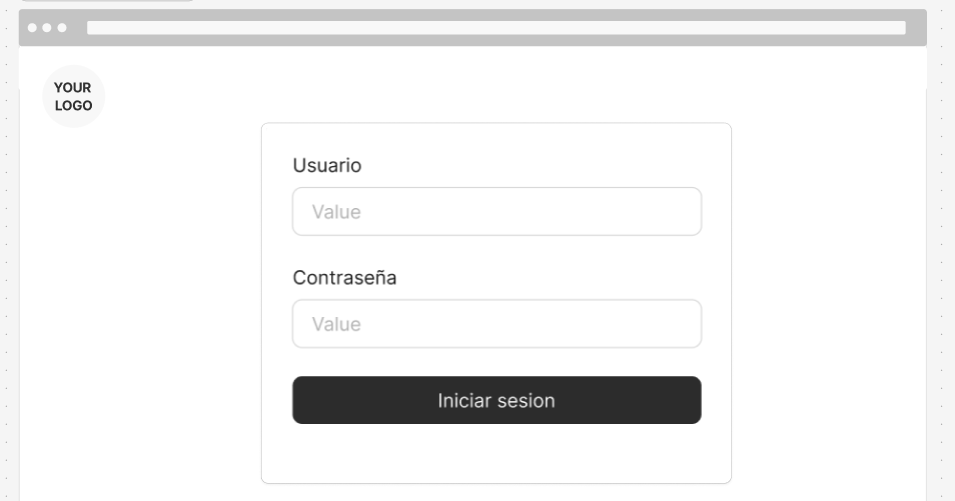 YOUR
LOGO
Usuario
Value
Contraseña
Value
Iniciar sesion